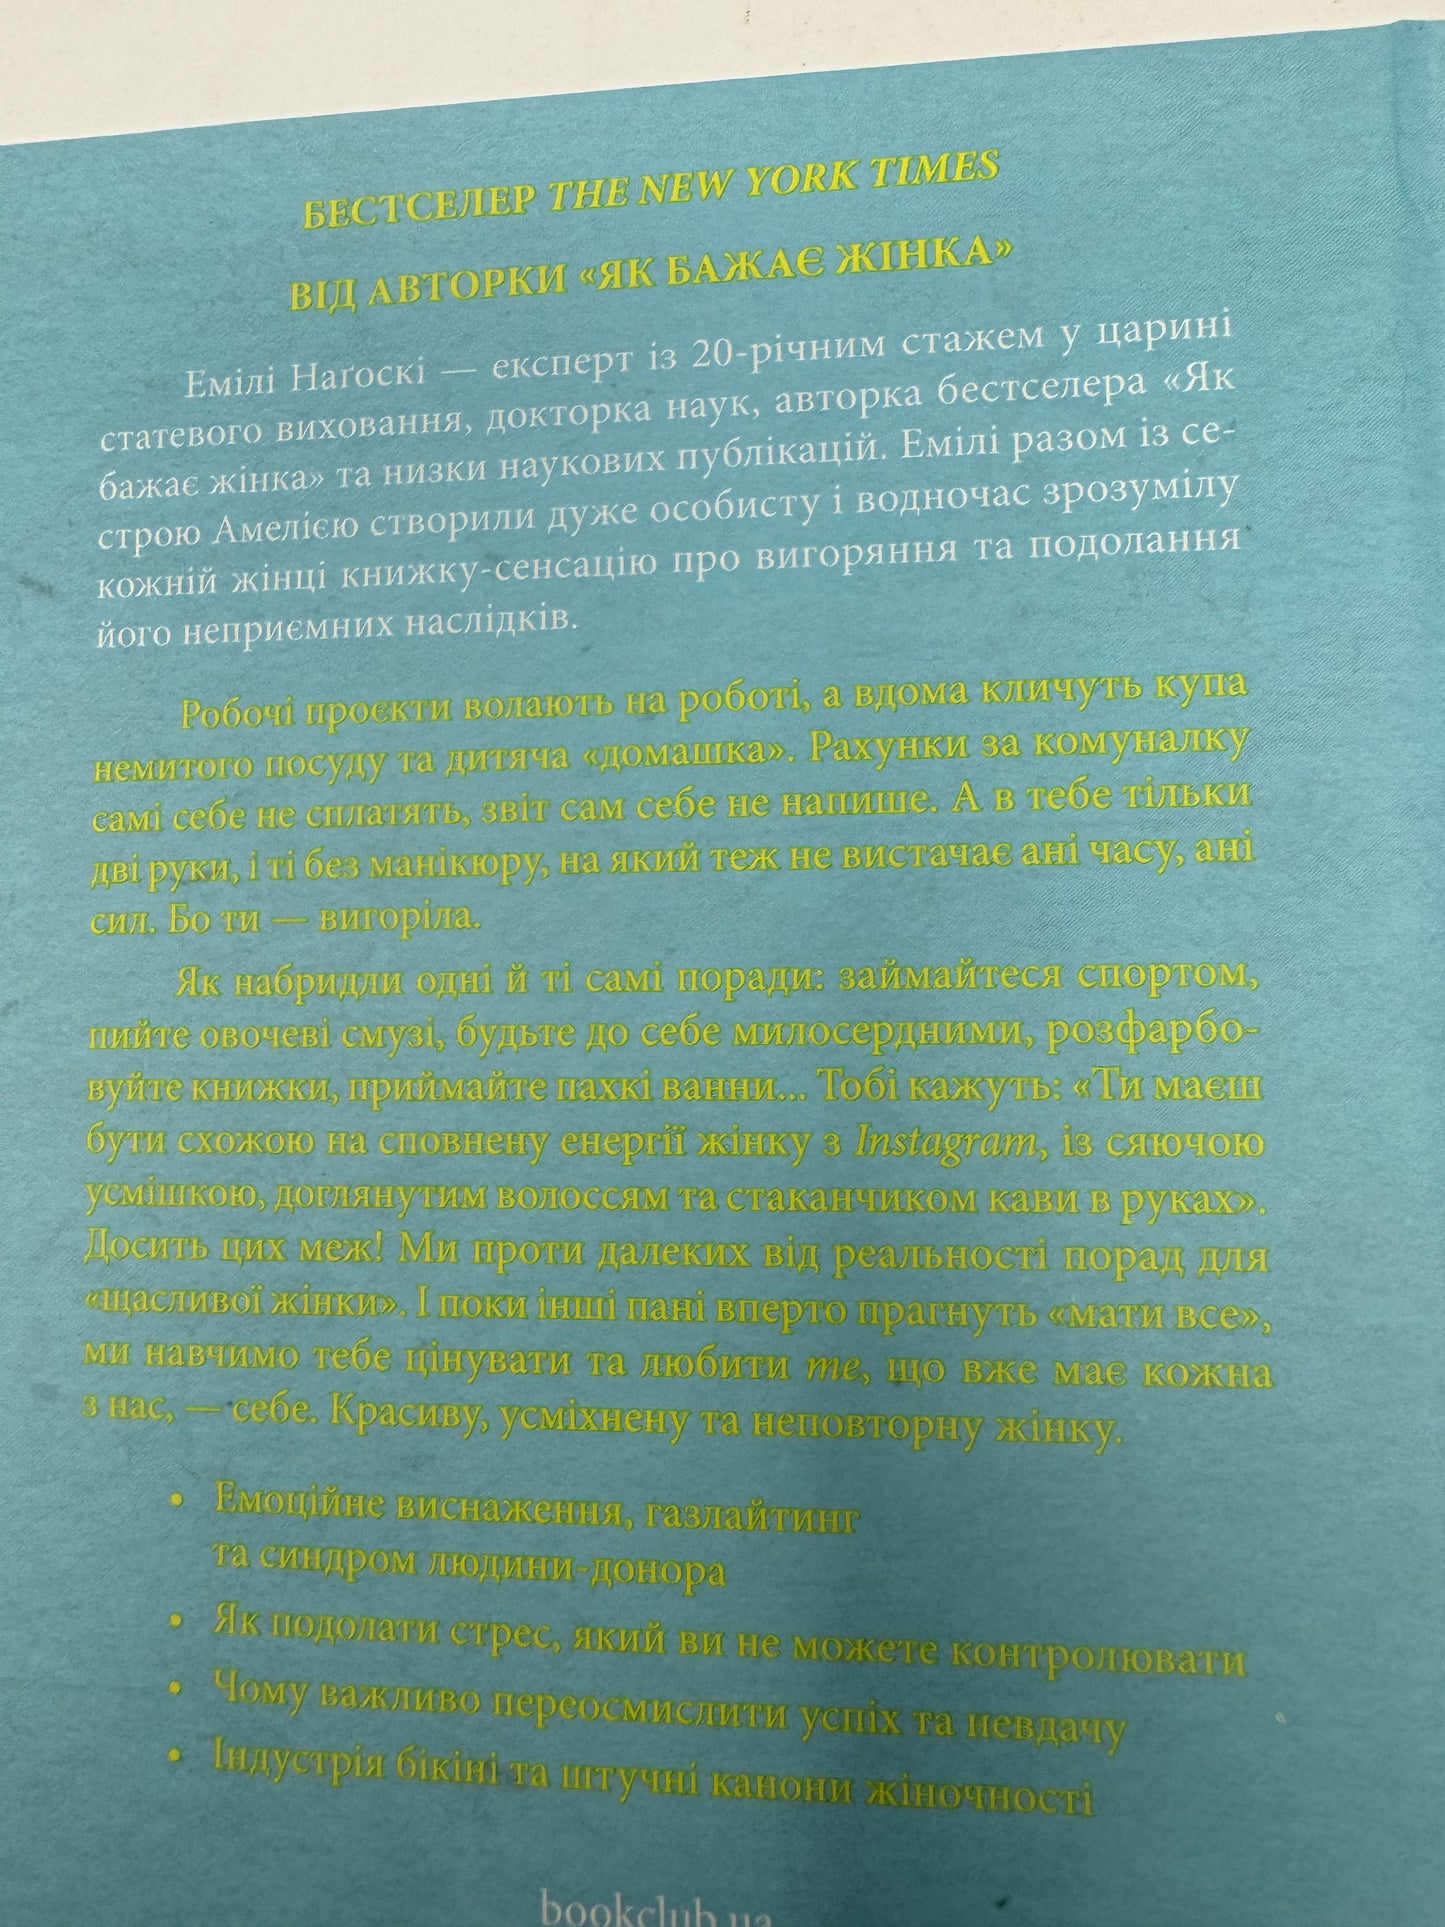 БЕСТСЕЛЕР THE NEW YORK TIMES
ВІД АВТОРКИ «ЯК БАЖАЄ ЖІНКА»
Емілі Наґоскі — експерт із 20-річним стажем у царині
статевого виховання, докторка наук, авторка бестселера «Як
бажає жінка» та низки наукових публікацій. Емілі разом із се-
строю Амелією створили дуже особисту і водночас зрозумілу
кожній жінці книжку-сенсацію про вигоряння та подолання
його неприємних наслідків.
Робочі проєкти волають на роботі, а вдома кличуть купа
немитого посуду та дитяча «домашка». Рахунки за комуналку
самі себе не сплатять, звіт сам себе не напише. А в тебе тільки
дві руки, і ті без манікюру, на який теж не вистачає ані часу, ані
сил. Бо ти — вигоріла.
Як набридли одні й ті самі поради: займайтеся спортом,
пийте овочеві смузі, будьте до себе милосердними, розфарбо-
вуйте книжки, приймайте пахкі ванни... Тобі кажуть: «Ти маєш
бути схожою на сповнену енергії жінку з Instagram, із сяючою
усмішкою, доглянутим волоссям та стаканчиком кави в руках».
Досить цих меж! Ми проти далеких від реальності порад для
«щасливої жінки». І поки інші пані вперто прагнуть «мати все»,
ми навчимо тебе цінувати та любити те, що вже має кожна
з нас, — себе. Красиву, усміхнену та неповторну жінку.
• Емоційне виснаження, газлайтинг
та синдром людини-донора
• Як подолати стрес, який ви не можете контролювати
• Чому важливо переосмислити успіх та невдачу
• Індустрія бікіні та штучні канони жіночності
bookclub.ua